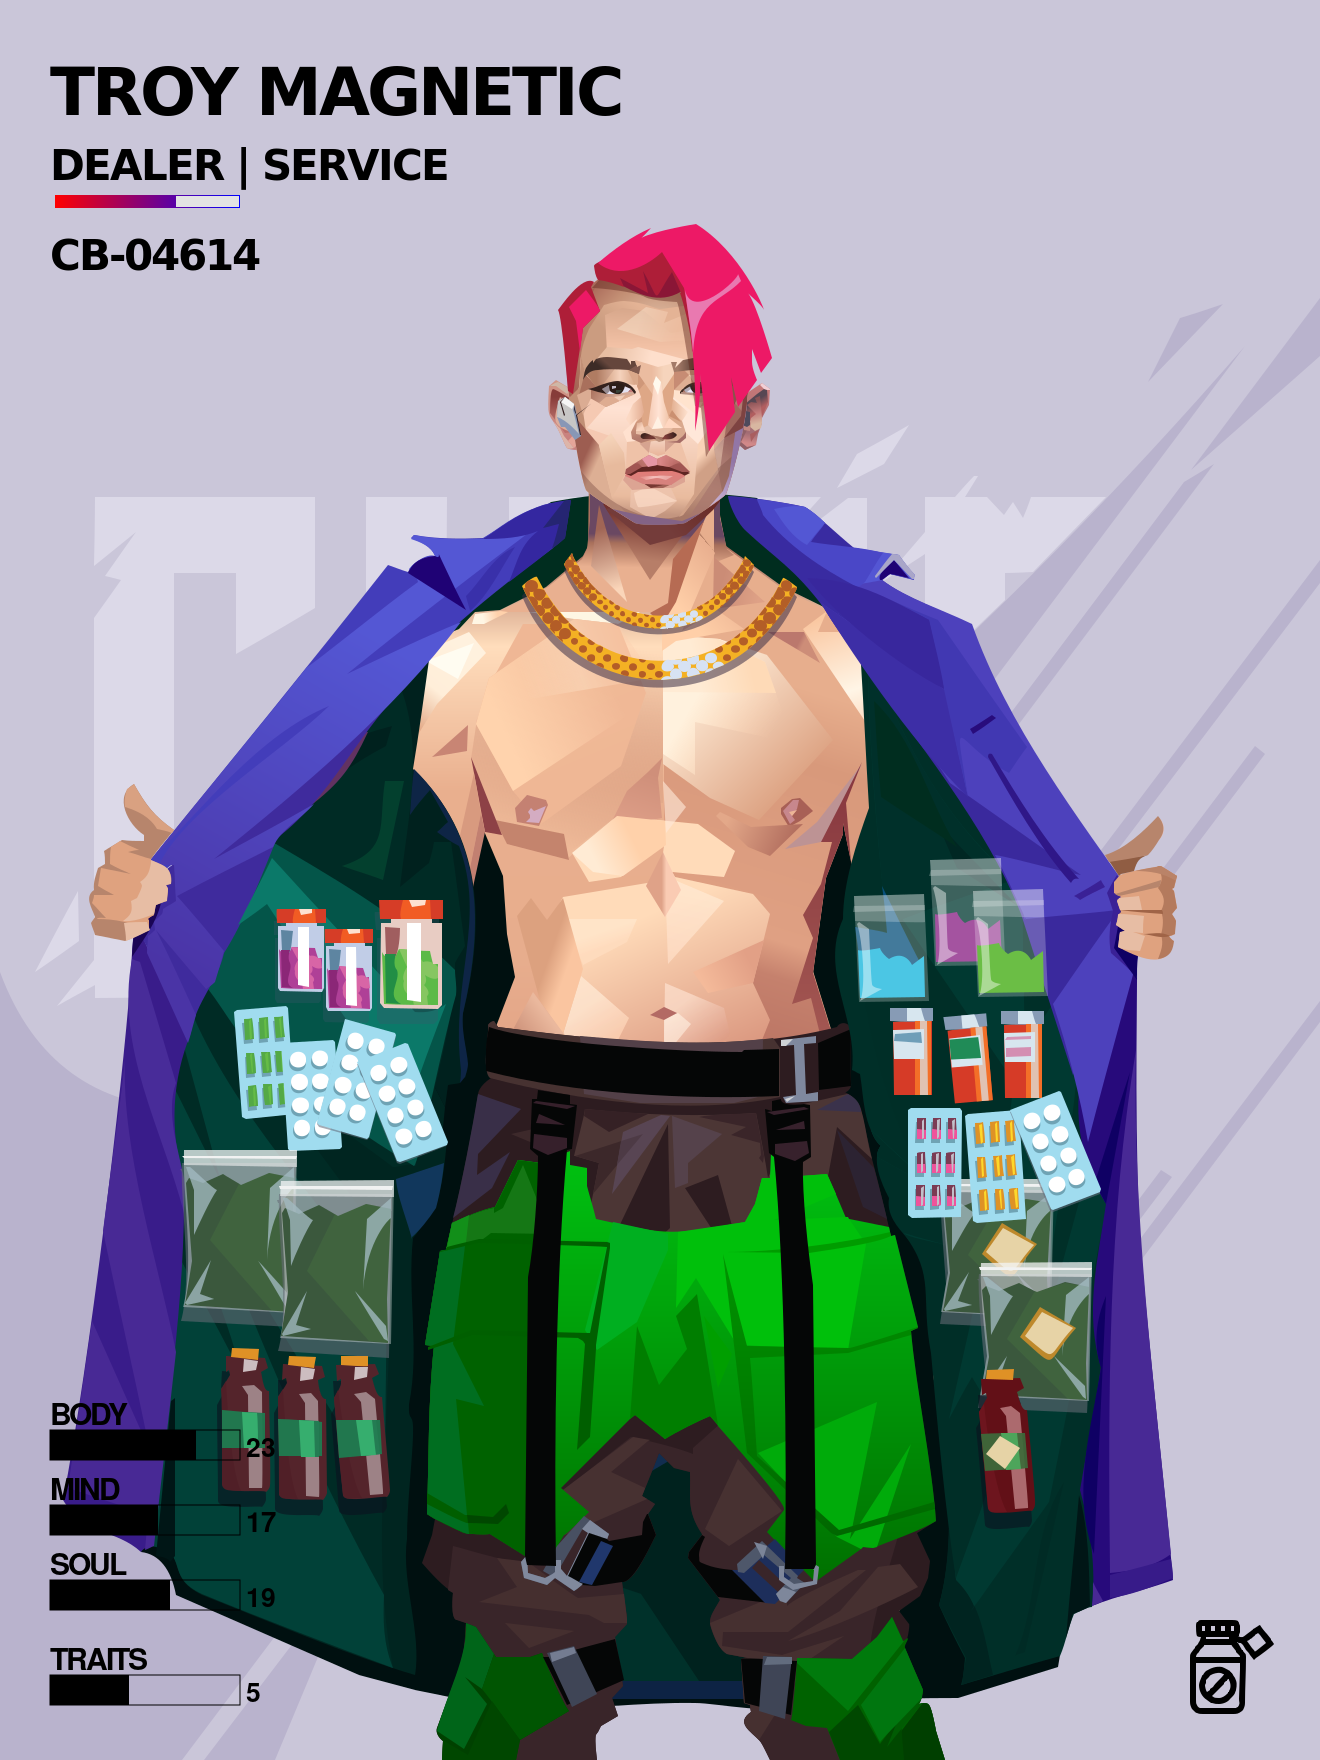 TROY MAGNETIC
DEALER | SERVICE
CB-04614
BODY
23
MIND
17
SOUL
19
TRAITS
5